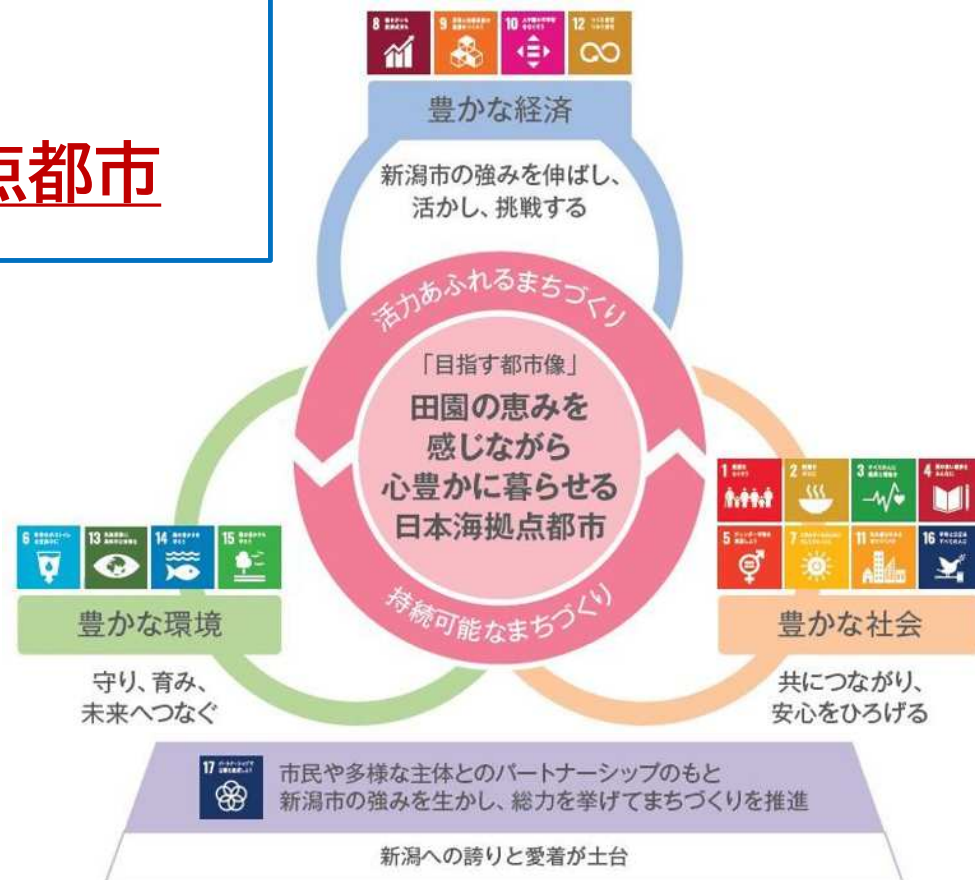 点都市
8
9
10
12
豊かな経済
新潟市の強みを伸ばし、
活かし、挑戦する
活力あふれるまちづくり
「目指す都市像」
田園の恵みを
感じながら
心豊かに暮らせる
日本海拠点都市
持続可能なまちづくり
6
13
14
15
豊かな環境
守り、育み、
未来へつなぐ
1
2
3
4
5
7
11
16
豊かな社会
共につながり、
安心をひろげる
17
市民や多様な主体とのパートナーシップのもと
新潟市の強みを生かし、総力を挙げてまちづくりを推進
新潟への誇りと愛着が土台